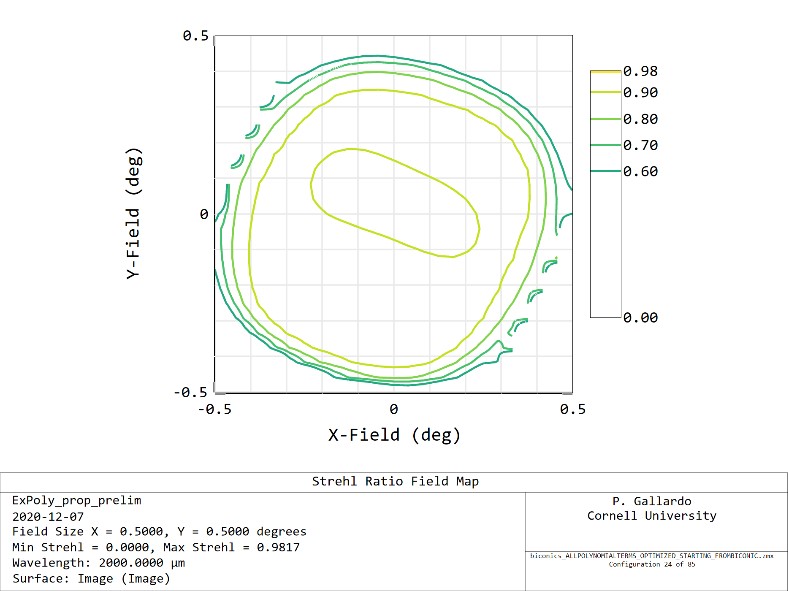 0.5
0
-0.5
-0.5
0
0.5
Y-Field (deg)
X-Field (deg)
0.98
0.90
0.80
0.70
0.60
0.00
Strehl Ratio Field Map
ExPoly_prop_prelim
2020-12-07
Field Size X = 0.5000, Y = 0.5000 degrees
Min Strehl = 0.0000, Max Strehl = 0.9817
Wavelength: 2000.0000 µm
Surface: Image (Image)
P. Gallardo
Cornell University
biconics_ALLPOLYNOMIALTERMS_OPTIMIZED_STARTING_FROMBICONIC.zmx
Configuration 24 of 85